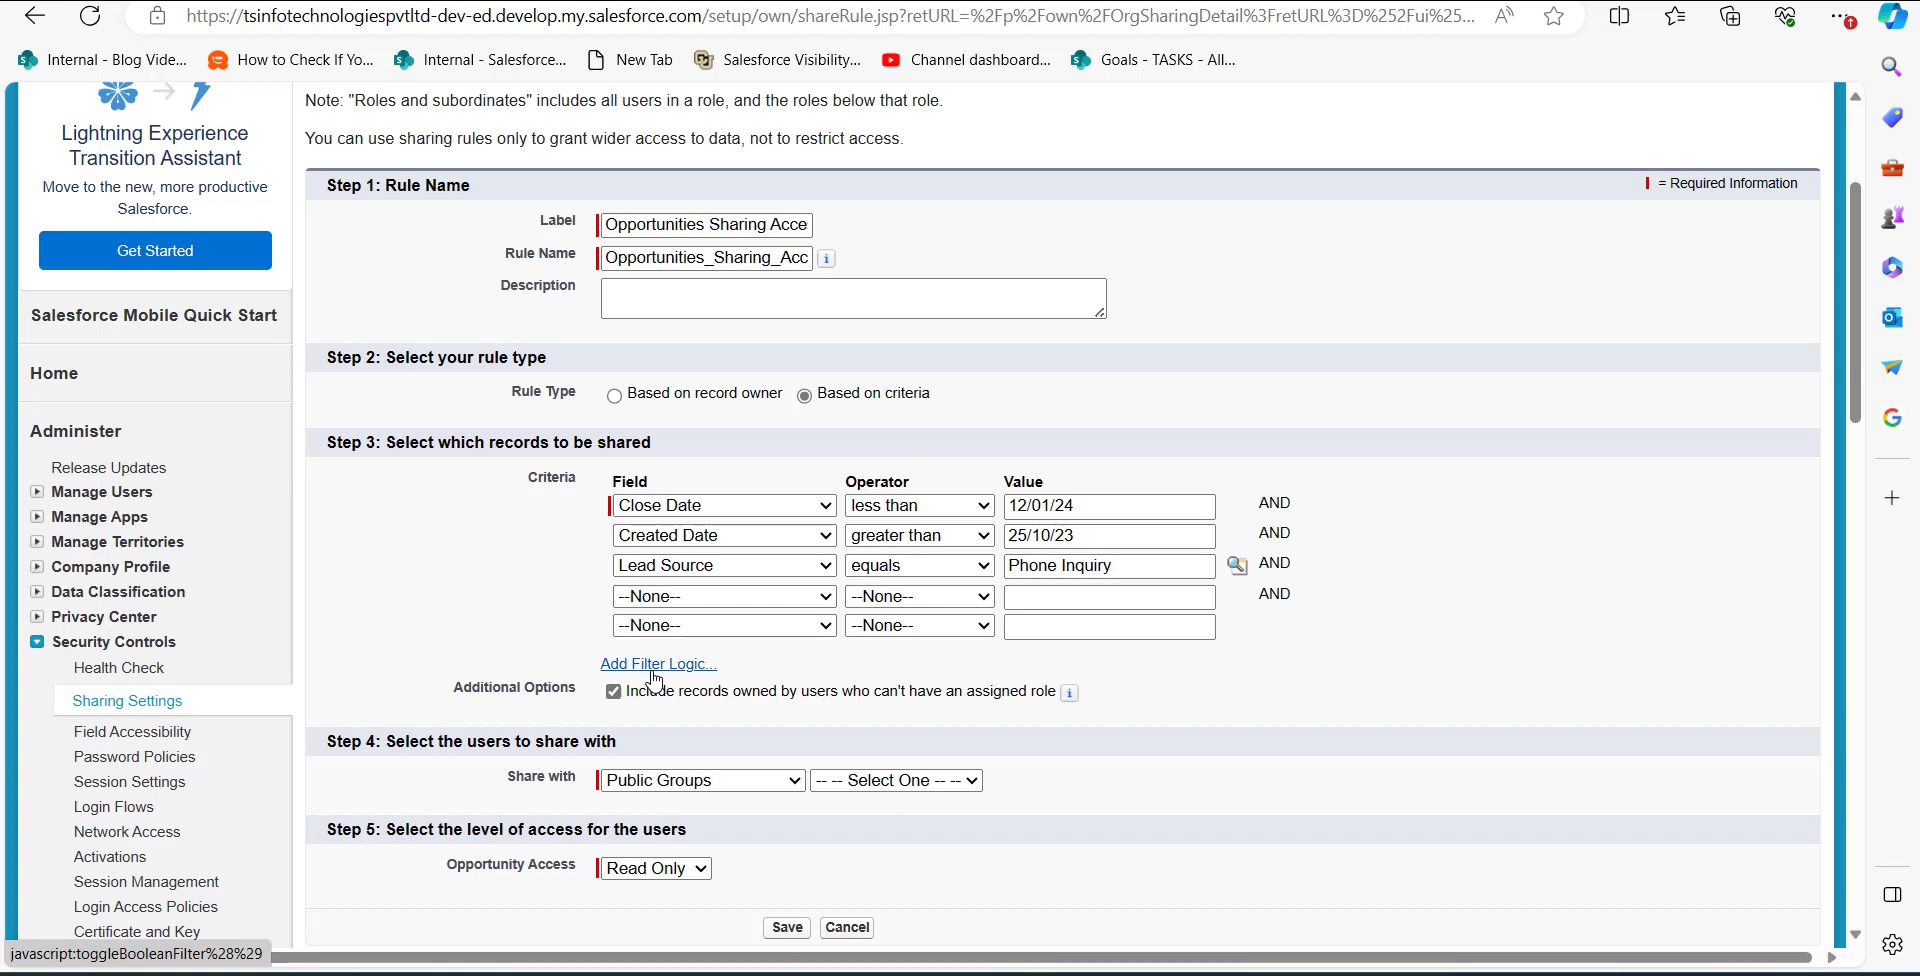 https://tsinfotechnologiespvtltd-dev-ed.develop.my.salesforce.com/setup/own/shareRule.jsp?retURL=%2Fp%2Fown%2FOrgSharingDetail%3FretURL%3D%252Fui%25...
Internal - Blog Vide... How to Check If Yo... Internal - Salesforce... New Tab Salesforce Visibility... Channel dashboard... Goals - TASKS - All...
Lightning Experience
Transition Assistant
Move to the new, more productive
Salesforce.
Get Started
Salesforce Mobile Quick Start
Home
Administer
Release Updates
Manage Users
Manage Apps
Manage Territories
Company Profile
Data Classification
Privacy Center
Security Controls
Health Check
Sharing Settings
Field Accessibility
Password Policies
Session Settings
Login Flows
Network Access
Activations
Session Management
Login Access Policies
Certificate and Key
javascript:toggleBooleanFilter%28%29
Note: "Roles and subordinates" includes all users in a role, and the roles below that role.
You can use sharing rules only to grant wider access to data, not to restrict access.
Step 1: Rule Name = Required Information
Label Opportunities Sharing Acce
Rule Name Opportunities_Sharing_Acc
Description
Step 2: Select your rule type
Rule Type Based on record owner Based on criteria
Step 3: Select which records to be shared
Criteria Field Operator Value
Close Date less than 12/01/24 AND
Created Date greater than 25/10/23 AND
Lead Source equals Phone Inquiry AND
--None-- --None-- AND
--None-- --None--
Add Filter Logic...
Additional Options Include records owned by users who can't have an assigned role
Step 4: Select the users to share with
Share with Public Groups -- -- Select One -- --
Step 5: Select the level of access for the users
Opportunity Access Read Only
Save Cancel